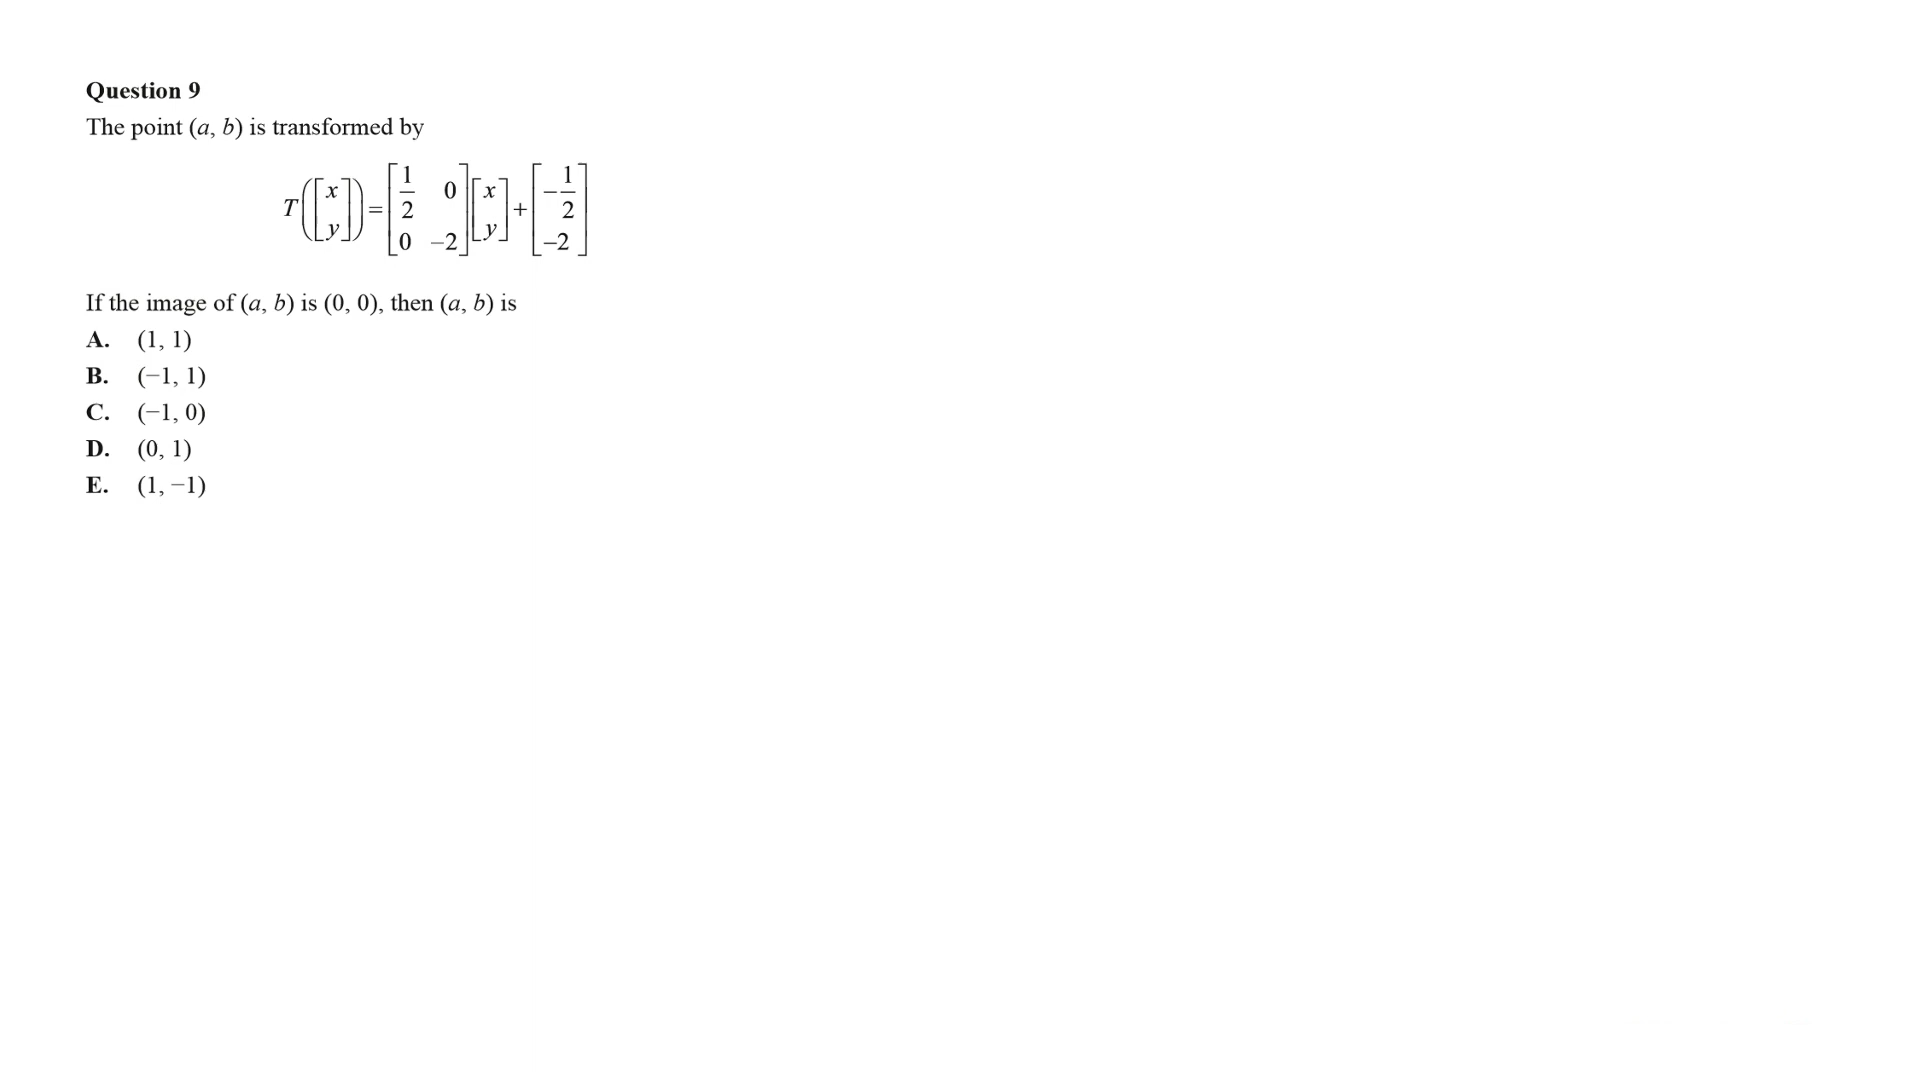 Question 9
The point (a, b) is transformed by
T([x y]) = [1/2 0 0 –2] [x y] + [–1/2 –2]
If the image of (a, b) is (0, 0), then (a, b) is
A. (1, 1)
B. (−1, 1)
C. (−1, 0)
D. (0, 1)
E. (1, −1)